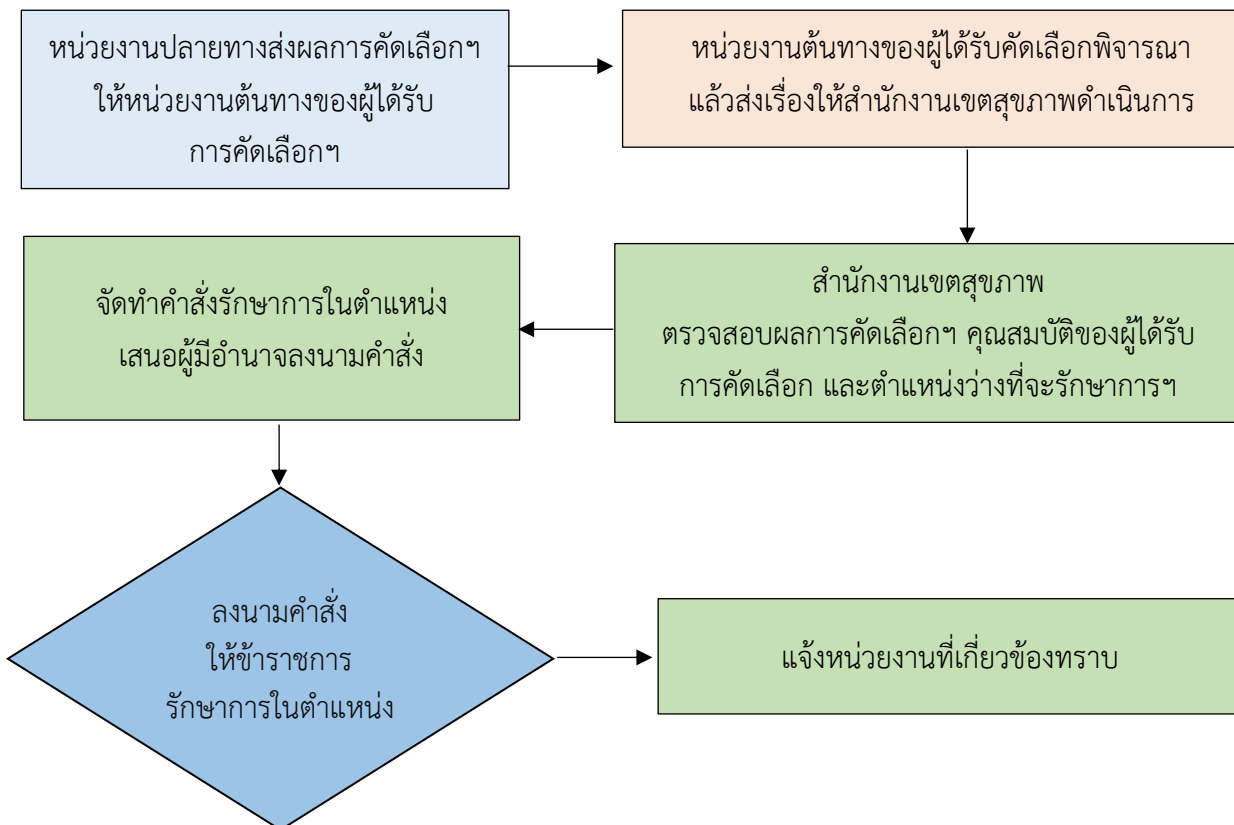 หน่วยงานปลายทางส่งผลการคัดเลือกฯ
ให้หน่วยงานต้นทางของผู้ได้รับ
การคัดเลือกฯ
หน่วยงานต้นทางของผู้ได้รับคัดเลือกพิจารณา
แล้วส่งเรื่องให้สำนักงานเขตสุขภาพดำเนินการ
สำนักงานเขตสุขภาพ
ตรวจสอบผลการคัดเลือกฯ คุณสมบัติของผู้ได้รับ
การคัดเลือก และตำแหน่งว่างที่จะรักษาการฯ
จัดทำคำสั่งรักษาการในตำแหน่ง
เสนอผู้มีอำนาจลงนามคำสั่ง
ลงนามคำสั่ง
ให้ข้าราชการ
รักษาการในตำแหน่ง
แจ้งหน่วยงานที่เกี่ยวข้องทราบ